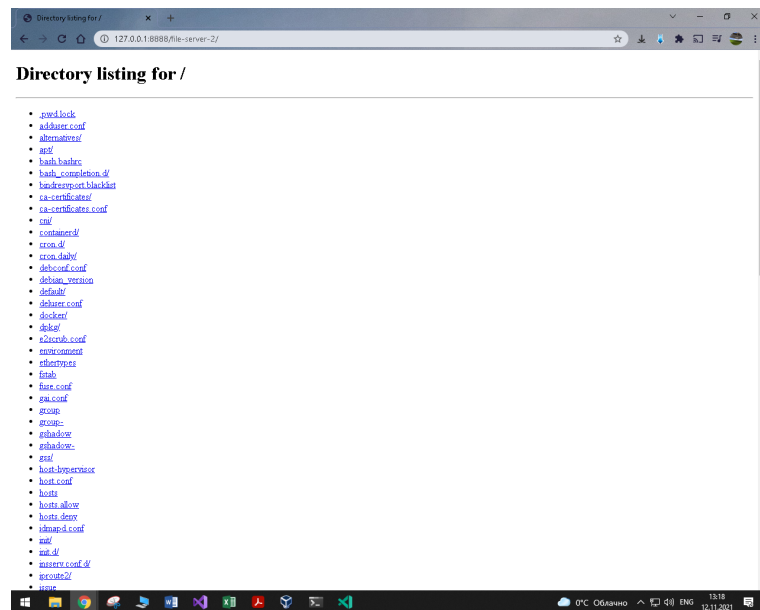 Directory listing for /
127.0.0.1:8888/file-server-2/
Directory listing for /
.pwd.lock
adduser.conf
alternatives/
apt/
bash.bashrc
bash_completion.d/
bindresvport.blacklist
ca-certificates/
ca-certificates.conf
cni/
containerd/
cron.d/
cron.daily/
debconf.conf
debian_version
default/
deluser.conf
docker/
dpkg/
e2scrub.conf
environment
ethertypes
fstab
fuse.conf
gai.conf
group
group-
gshadow
gshadow-
gss/
host-hypervisor
host.conf
hosts
hosts.allow
hosts.deny
idmapd.conf
init/
init.d/
insserv.conf.d/
iproute2/
issue
0°C Облачно ENG 13:18
12.11.2021